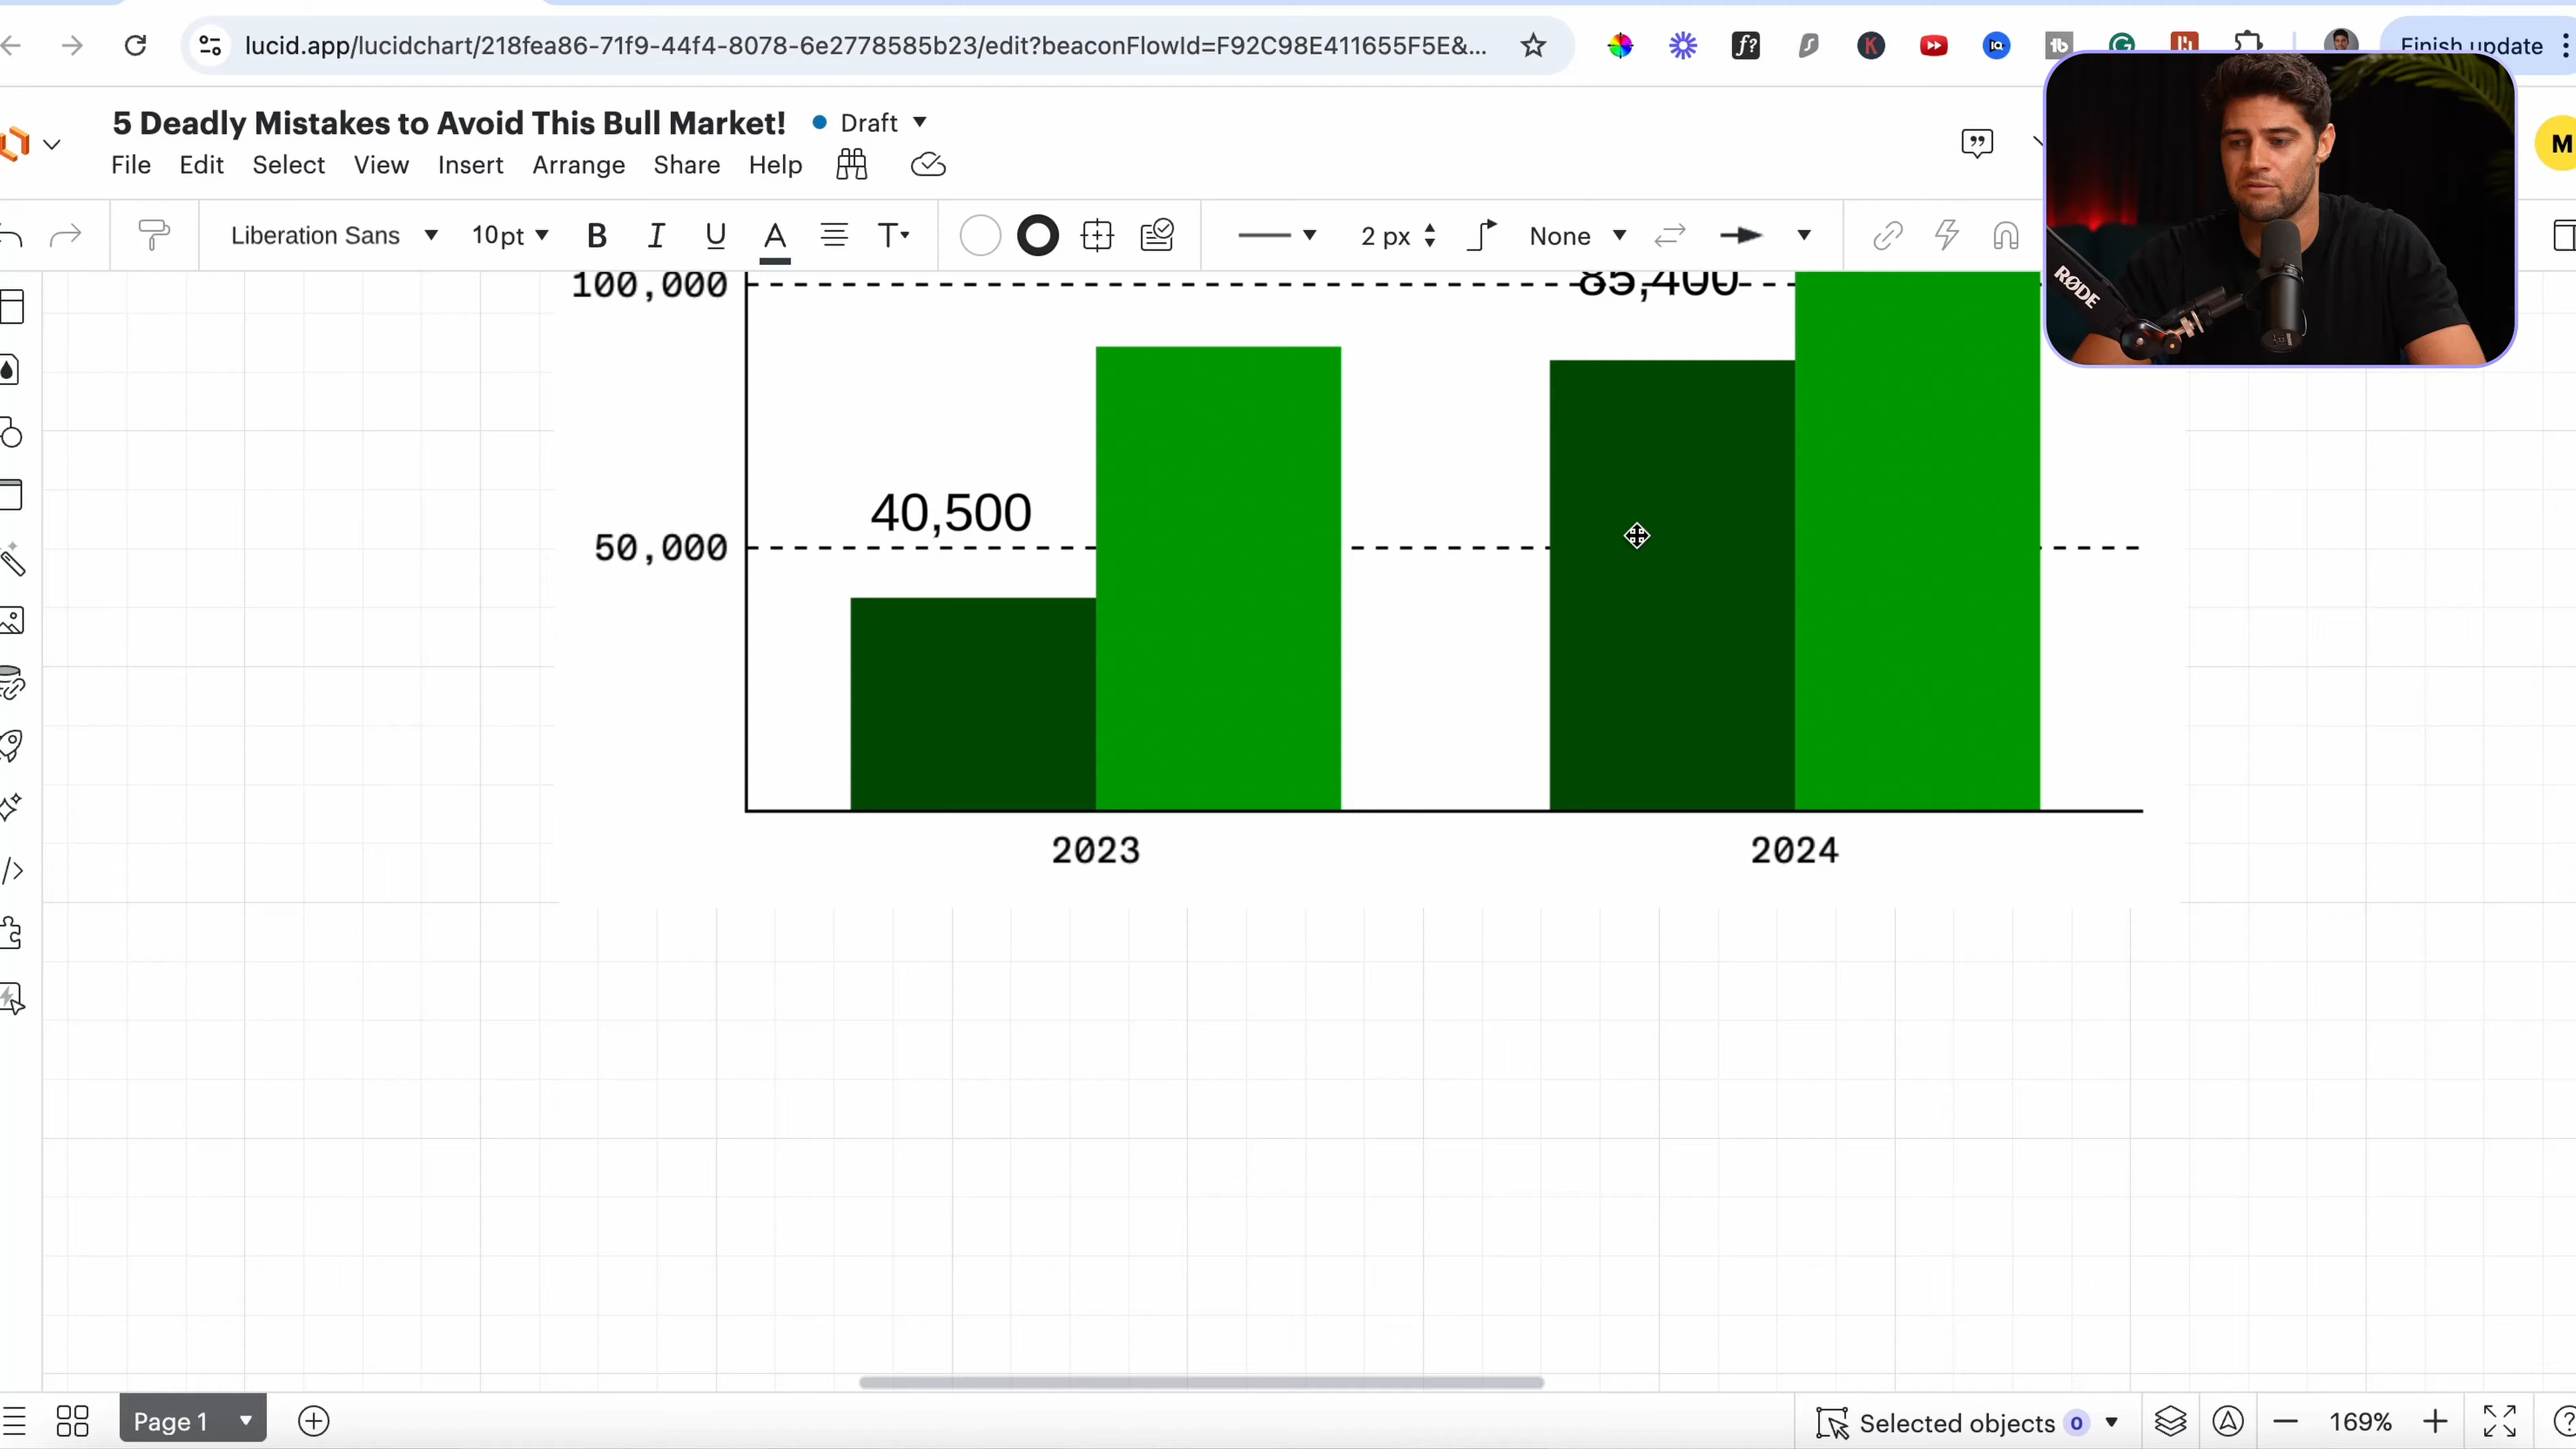 lucid.app/lucidchart/218fea86-71f9-44f4-8078-6e2778585b23/edit?beaconFlowId=F92C98E411655F5E&...
Finish update
5 Deadly Mistakes to Avoid This Bull Market!
Draft
File Edit Select View Insert Arrange Share Help
M
Liberation Sans
10pt
B I U A T
2 px
None
RØDE
100,000
85,400
40,500
50,000
2023
2024
Page 1
Selected objects 0
169%